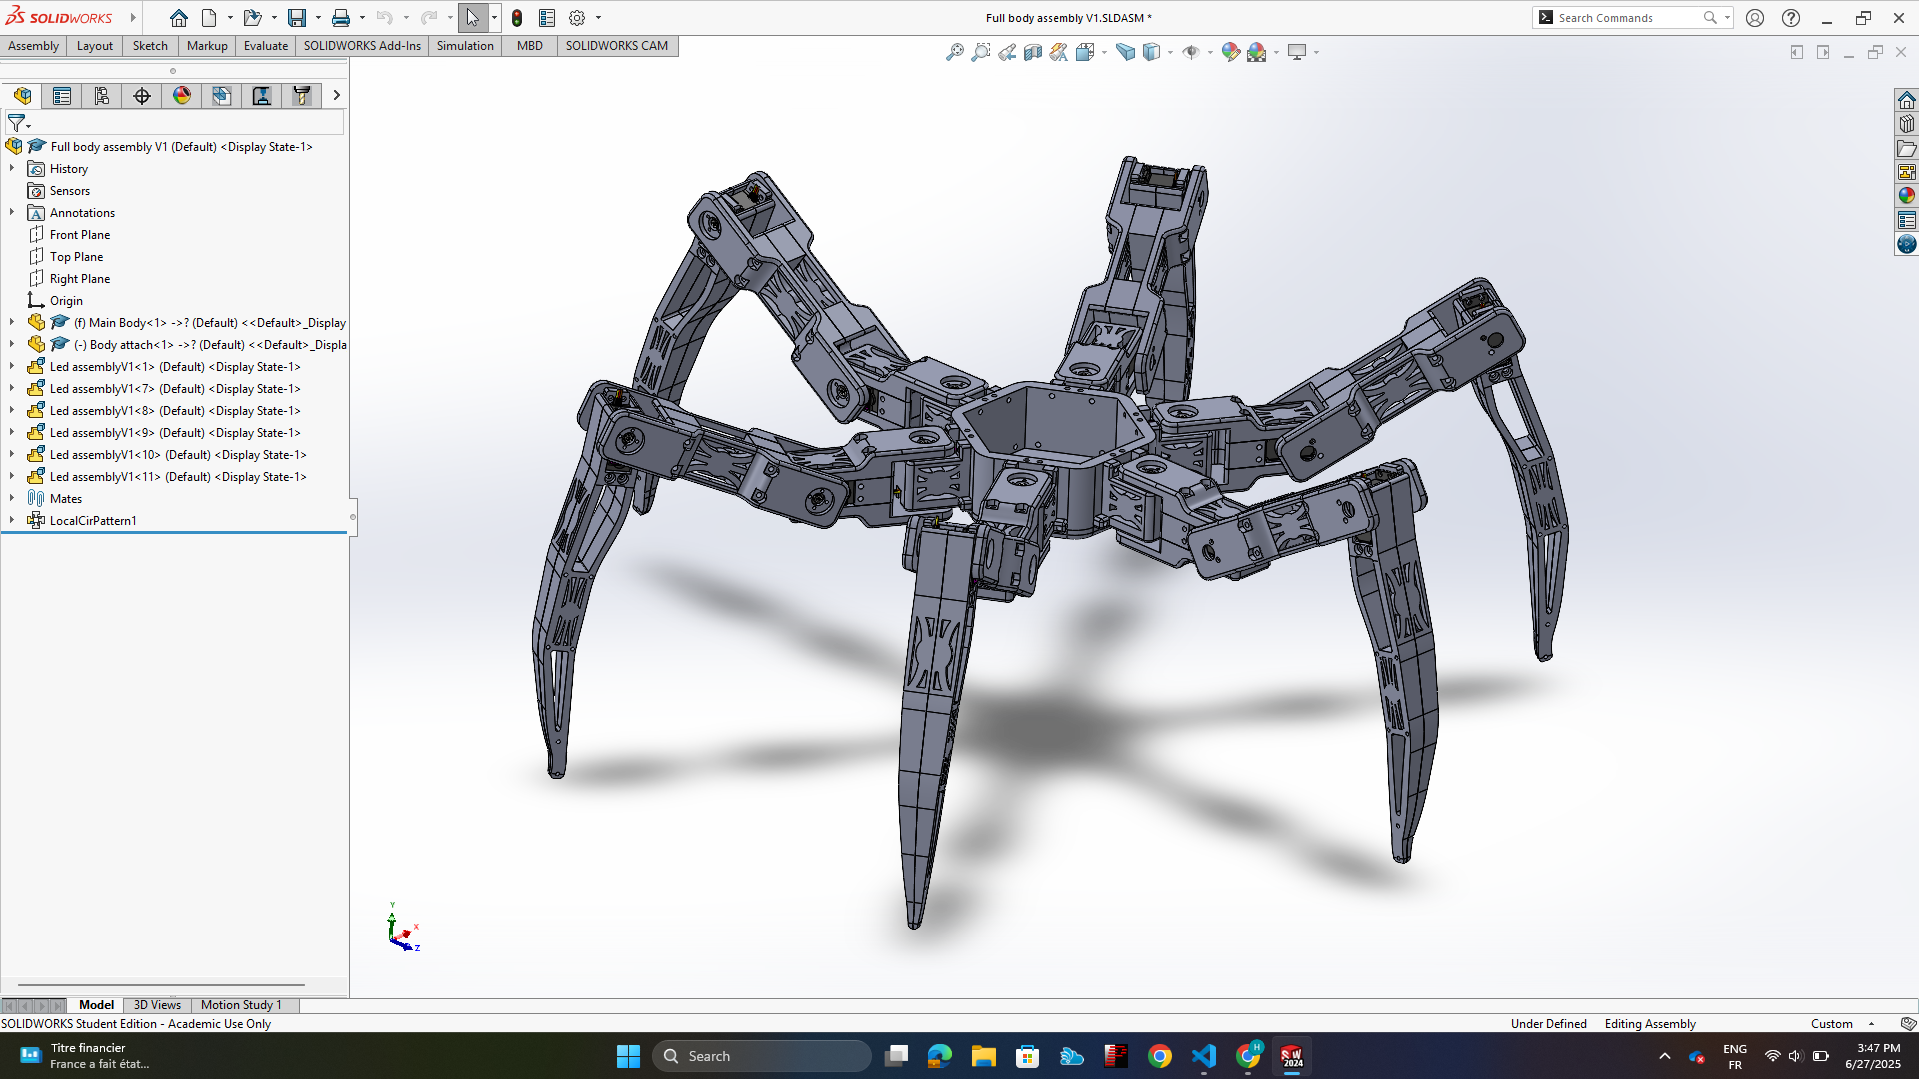 SOLIDWORKS
Full body assembly V1.SLDASM *
Search Commands
Assembly
Layout
Sketch
Markup
Evaluate
SOLIDWORKS Add-Ins
Simulation
MBD
SOLIDWORKS CAM
Full body assembly V1 (Default) <Display State-1>
History
Sensors
Annotations
Front Plane
Top Plane
Right Plane
Origin
(f) Main Body<1> ->? (Default) <<Default>_Display
(-) Body attach<1> ->? (Default) <<Default>_Displa
Led assemblyV1<1> (Default) <Display State-1>
Led assemblyV1<7> (Default) <Display State-1>
Led assemblyV1<8> (Default) <Display State-1>
Led assemblyV1<9> (Default) <Display State-1>
Led assemblyV1<10> (Default) <Display State-1>
Led assemblyV1<11> (Default) <Display State-1>
Mates
LocalCirPattern1
Y
X
Z
Model
3D Views
Motion Study 1
SOLIDWORKS Student Edition - Academic Use Only
Under Defined
Editing Assembly
Custom
Titre financier
France a fait état...
Search
H
SW
2024
ENG
FR
3:47 PM
6/27/2025